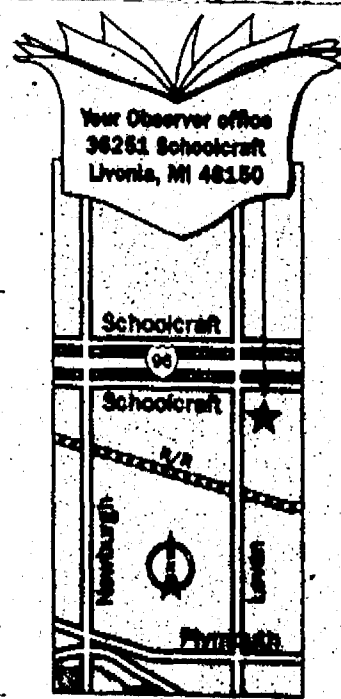 Your Observer office
36251 Schoolcraft
Livonia, MI 48150
Schoolcraft
96
Schoolcraft
R/R
Newburgh
Levan
Plymouth